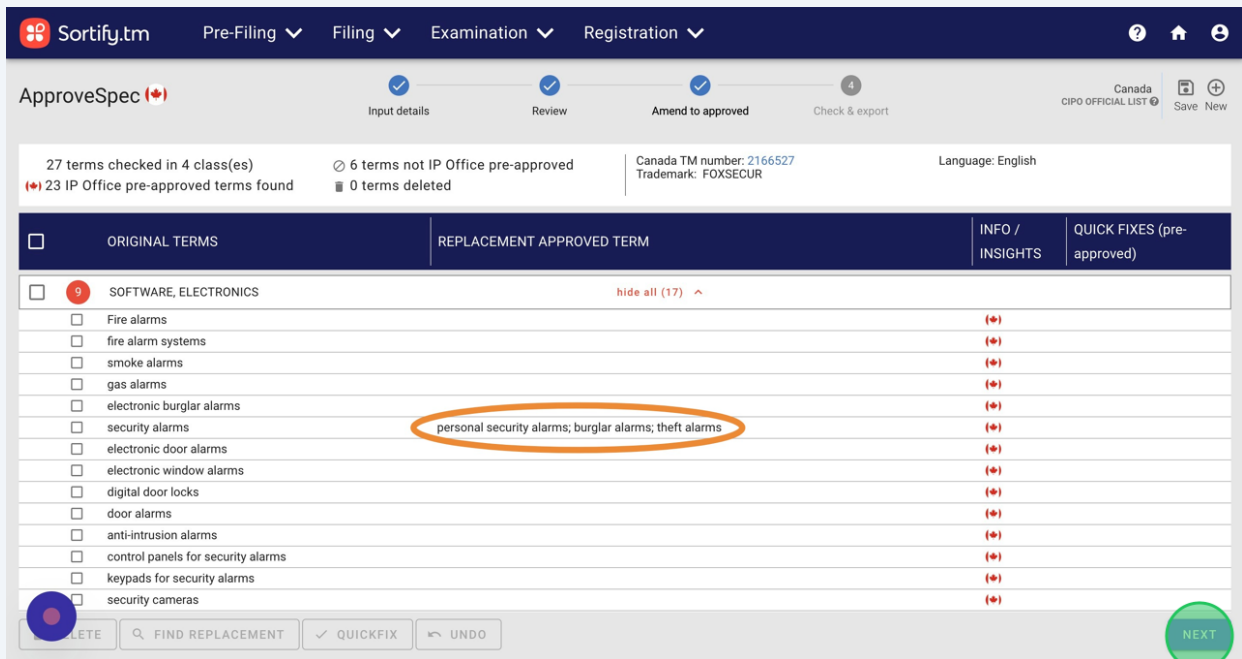 Sortify.tm Pre-Filing Filing Examination Registration
ApproveSpec
Input details Review Amend to approved 4 Check & export
Canada
CIPO OFFICIAL LIST
Save New
27 terms checked in 4 class(es)
23 IP Office pre-approved terms found
6 terms not IP Office pre-approved
0 terms deleted
Canada TM number: 2166527
Trademark: FOXSECUR
Language: English
ORIGINAL TERMS REPLACEMENT APPROVED TERM INFO / INSIGHTS QUICK FIXES (pre-approved)
9 SOFTWARE, ELECTRONICS hide all (17)
Fire alarms
fire alarm systems
smoke alarms
gas alarms
electronic burglar alarms
security alarms personal security alarms; burglar alarms; theft alarms
electronic door alarms
electronic window alarms
digital door locks
door alarms
anti-intrusion alarms
control panels for security alarms
keypads for security alarms
security cameras
LETE FIND REPLACEMENT QUICKFIX UNDO NEXT